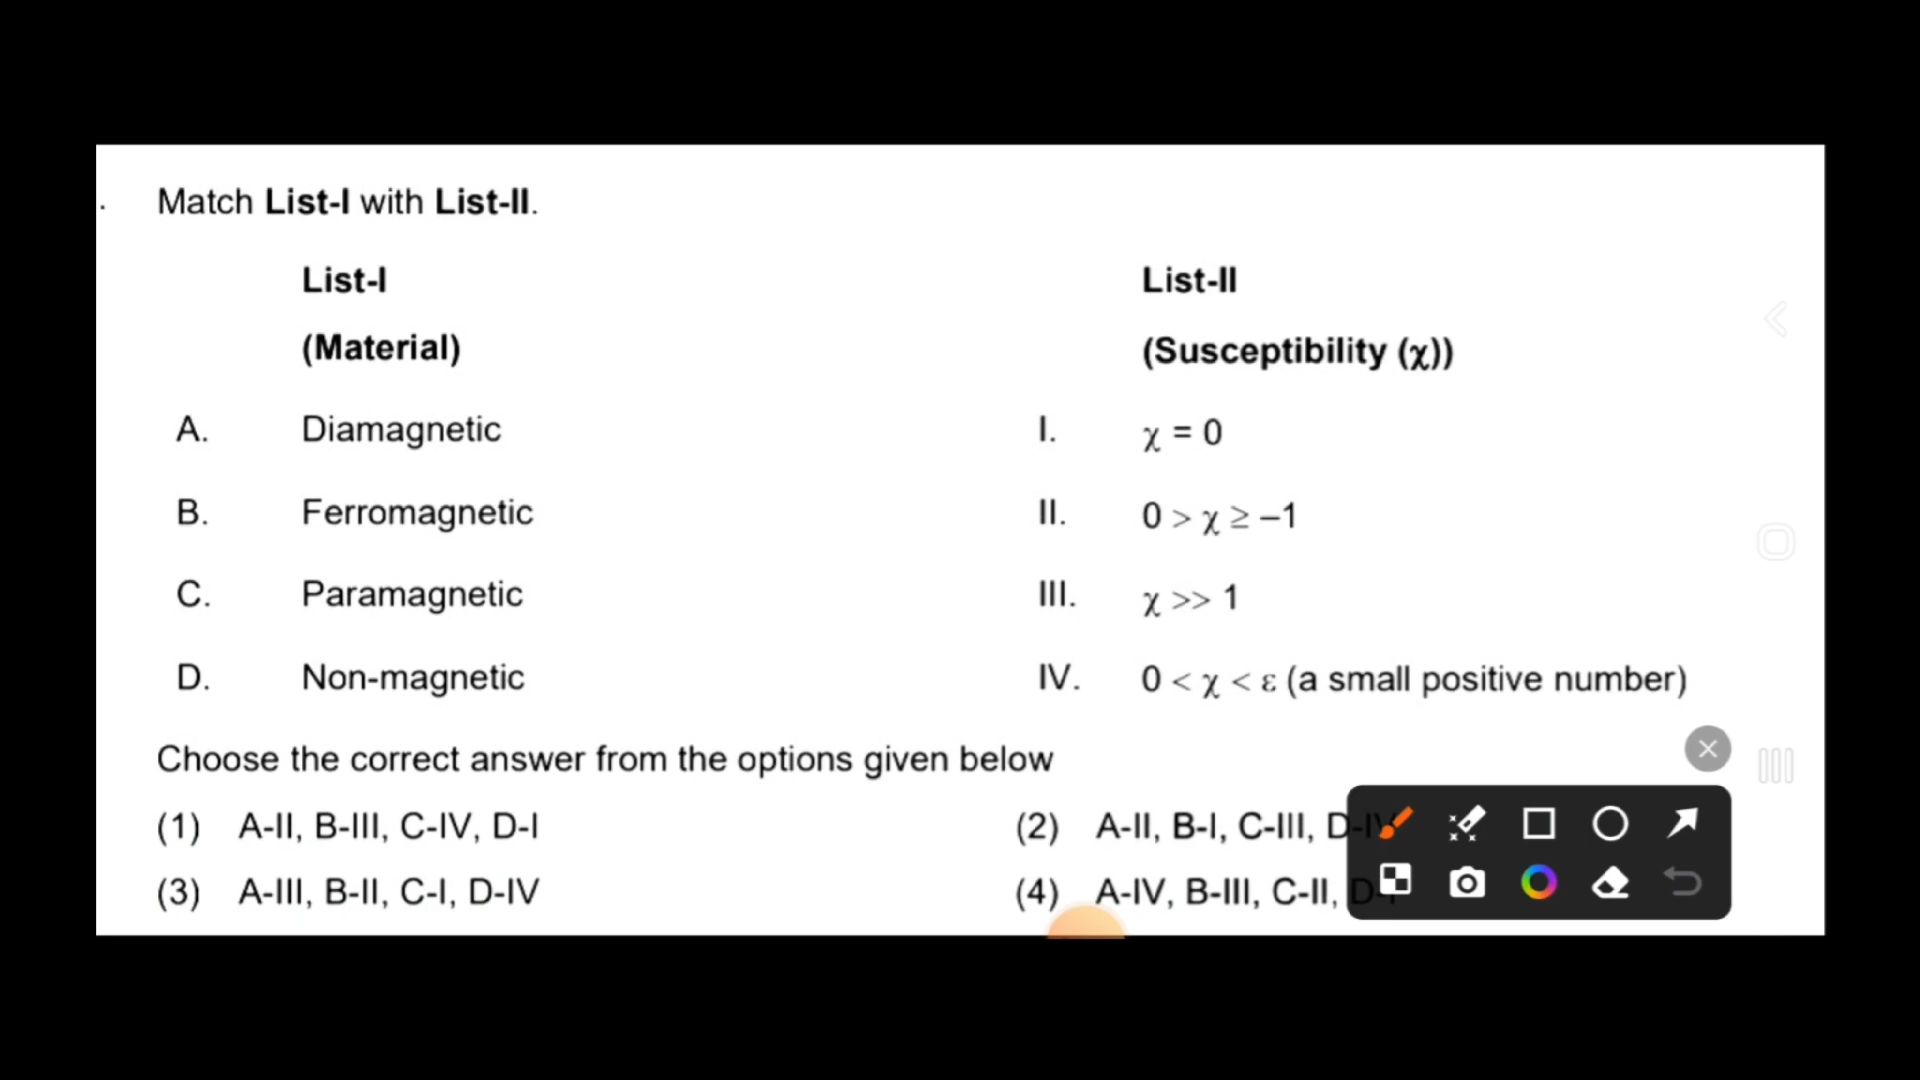 Match List-I with List-II.
List-I List-II
(Material) (Susceptibility (χ))
A. Diamagnetic I. χ = 0
B. Ferromagnetic II. 0 > χ ≥ –1
C. Paramagnetic III. χ >> 1
D. Non-magnetic IV. 0 < χ < ε (a small positive number)
Choose the correct answer from the options given below
(1) A-II, B-III, C-IV, D-I (2) A-II, B-I, C-III, D-IV
(3) A-III, B-II, C-I, D-IV (4) A-IV, B-III, C-II,